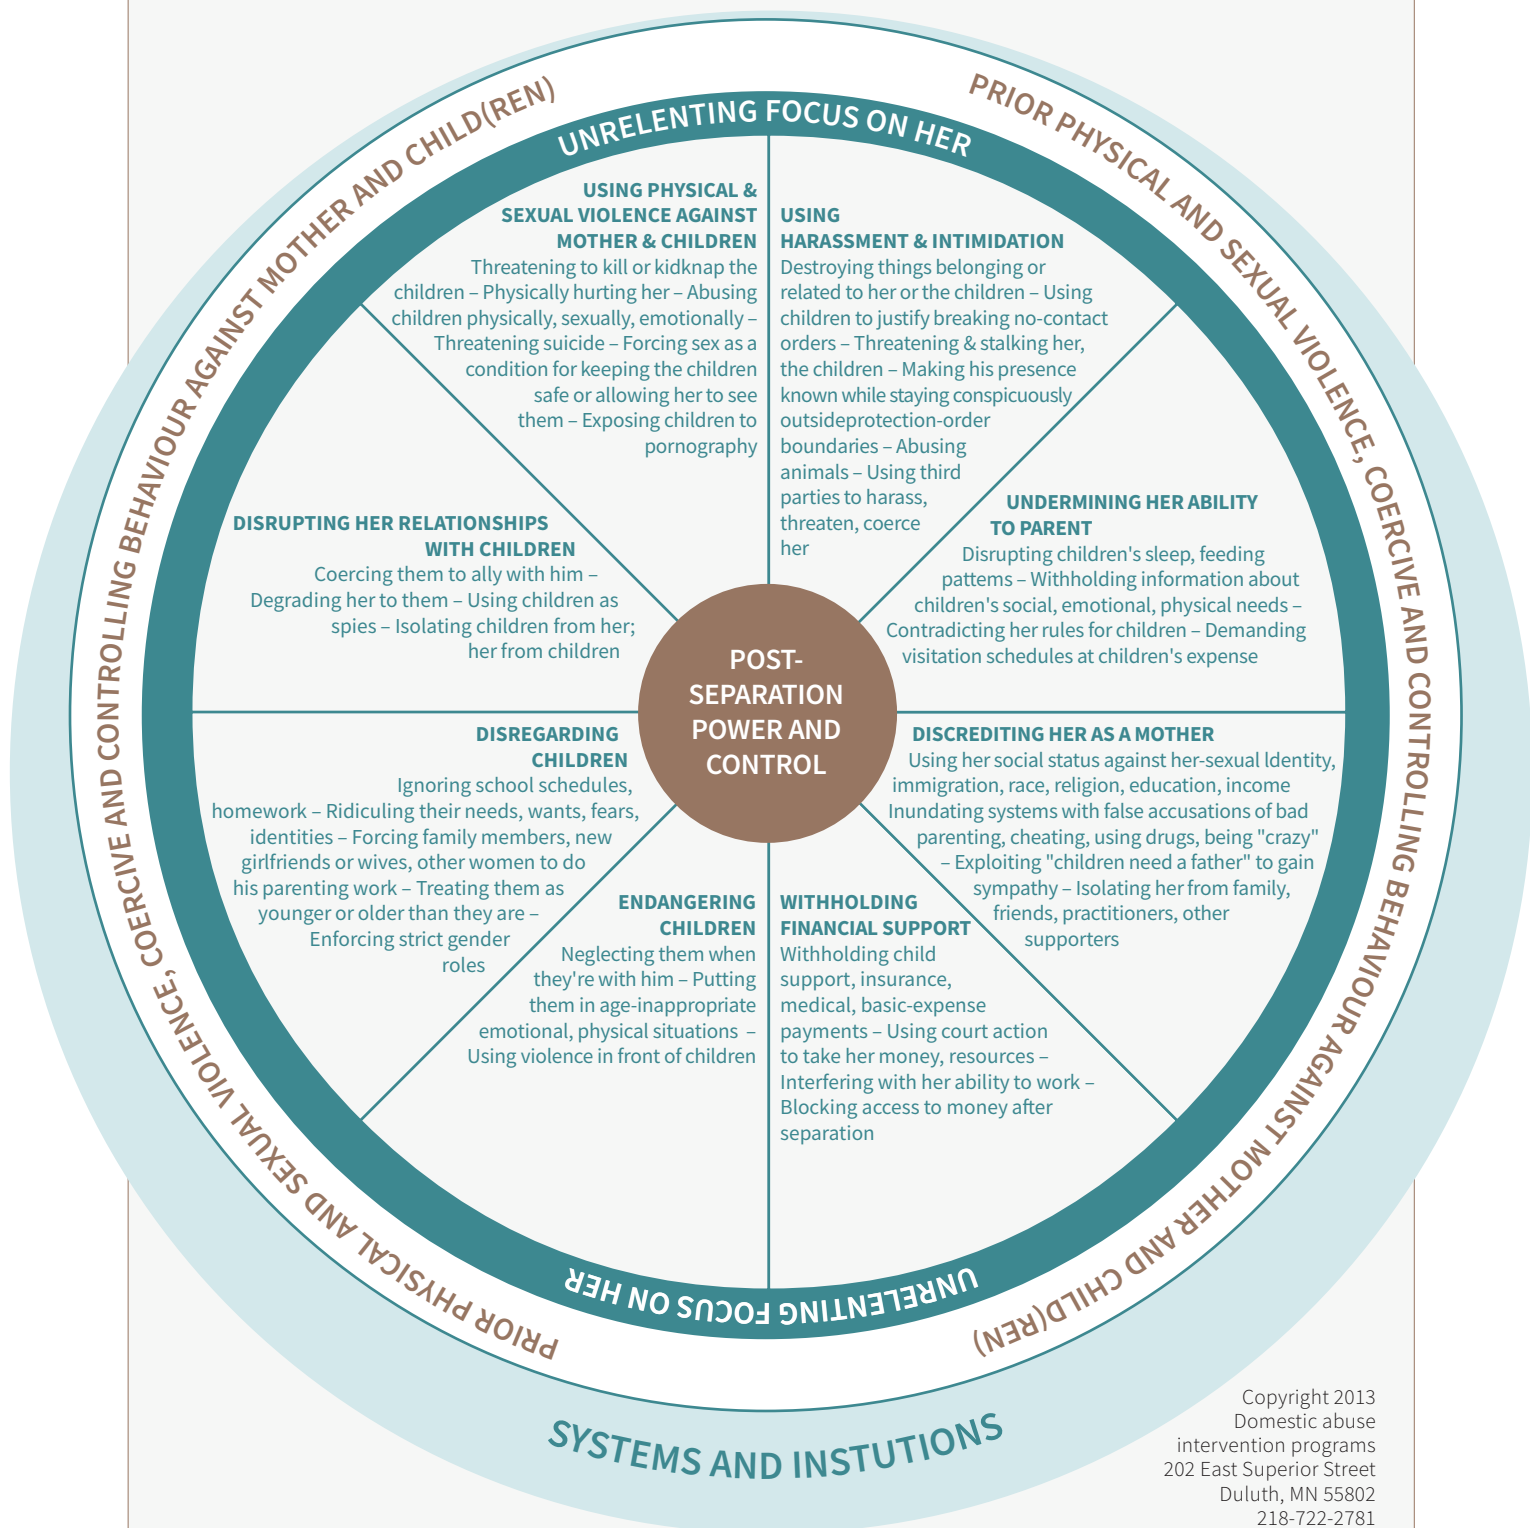 PRIOR PHYSICAL AND SEXUAL VIOLENCE, COERCIVE AND CONTROLLING BEHAVIOUR AGAINST MOTHER AND CHILD(REN)
PRIOR PHYSICAL AND SEXUAL VIOLENCE, COERCIVE AND CONTROLLING BEHAVIOUR AGAINST MOTHER AND CHILD(REN)
UNRELENTING FOCUS ON HER
USING PHYSICAL &
SEXUAL VIOLENCE AGAINST
MOTHER & CHILDREN
Threatening to kill or kidknap the
children – Physically hurting her – Abusing
children physically, sexually, emotionally –
Threatening suicide – Forcing sex as a
condition for keeping the children
safe or allowing her to see
them – Exposing children to
pornography
USING
HARASSMENT & INTIMIDATION
Destroying things belonging or
related to her or the children – Using
children to justify breaking no-contact
orders – Threatening & stalking her,
the children – Making his presence
known while staying conspicuously
outsideprotection-order
boundaries – Abusing
animals – Using third
parties to harass,
threaten, coerce
her
DISRUPTING HER RELATIONSHIPS
WITH CHILDREN
Coercing them to ally with him –
Degrading her to them – Using children as
spies – Isolating children from her;
her from children
UNDERMINING HER ABILITY
TO PARENT
Disrupting children's sleep, feeding
pattems – Withholding information about
children's social, emotional, physical needs –
Contradicting her rules for children – Demanding
visitation schedules at children's expense
POST-
SEPARATION
POWER AND
CONTROL
DISREGARDING
CHILDREN
Ignoring school schedules,
homework – Ridiculing their needs, wants, fears,
identities – Forcing family members, new
girlfriends or wives, other women to do
his parenting work – Treating them as
younger or older than they are –
Enforcing strict gender
roles
DISCREDITING HER AS A MOTHER
Using her social status against her-sexual ldentity,
immigration, race, religion, education, income
Inundating systems with false accusations of bad
parenting, cheating, using drugs, being "crazy"
– Exploiting "children need a father" to gain
sympathy – Isolating her from family,
friends, practitioners, other
supporters
ENDANGERING
CHILDREN
Neglecting them when
they're with him – Putting
them in age-inappropriate
emotional, physical situations –
Using violence in front of children
WITHHOLDING
FINANCIAL SUPPORT
Withholding child
support, insurance,
medical, basic-expense
payments – Using court action
to take her money, resources –
Interfering with her ability to work –
Blocking access to money after
separation
UNRELENTING FOCUS ON HER
SYSTEMS AND INSTUTIONS
Copyright 2013
Domestic abuse
intervention programs
202 East Superior Street
Duluth, MN 55802
218-722-2781